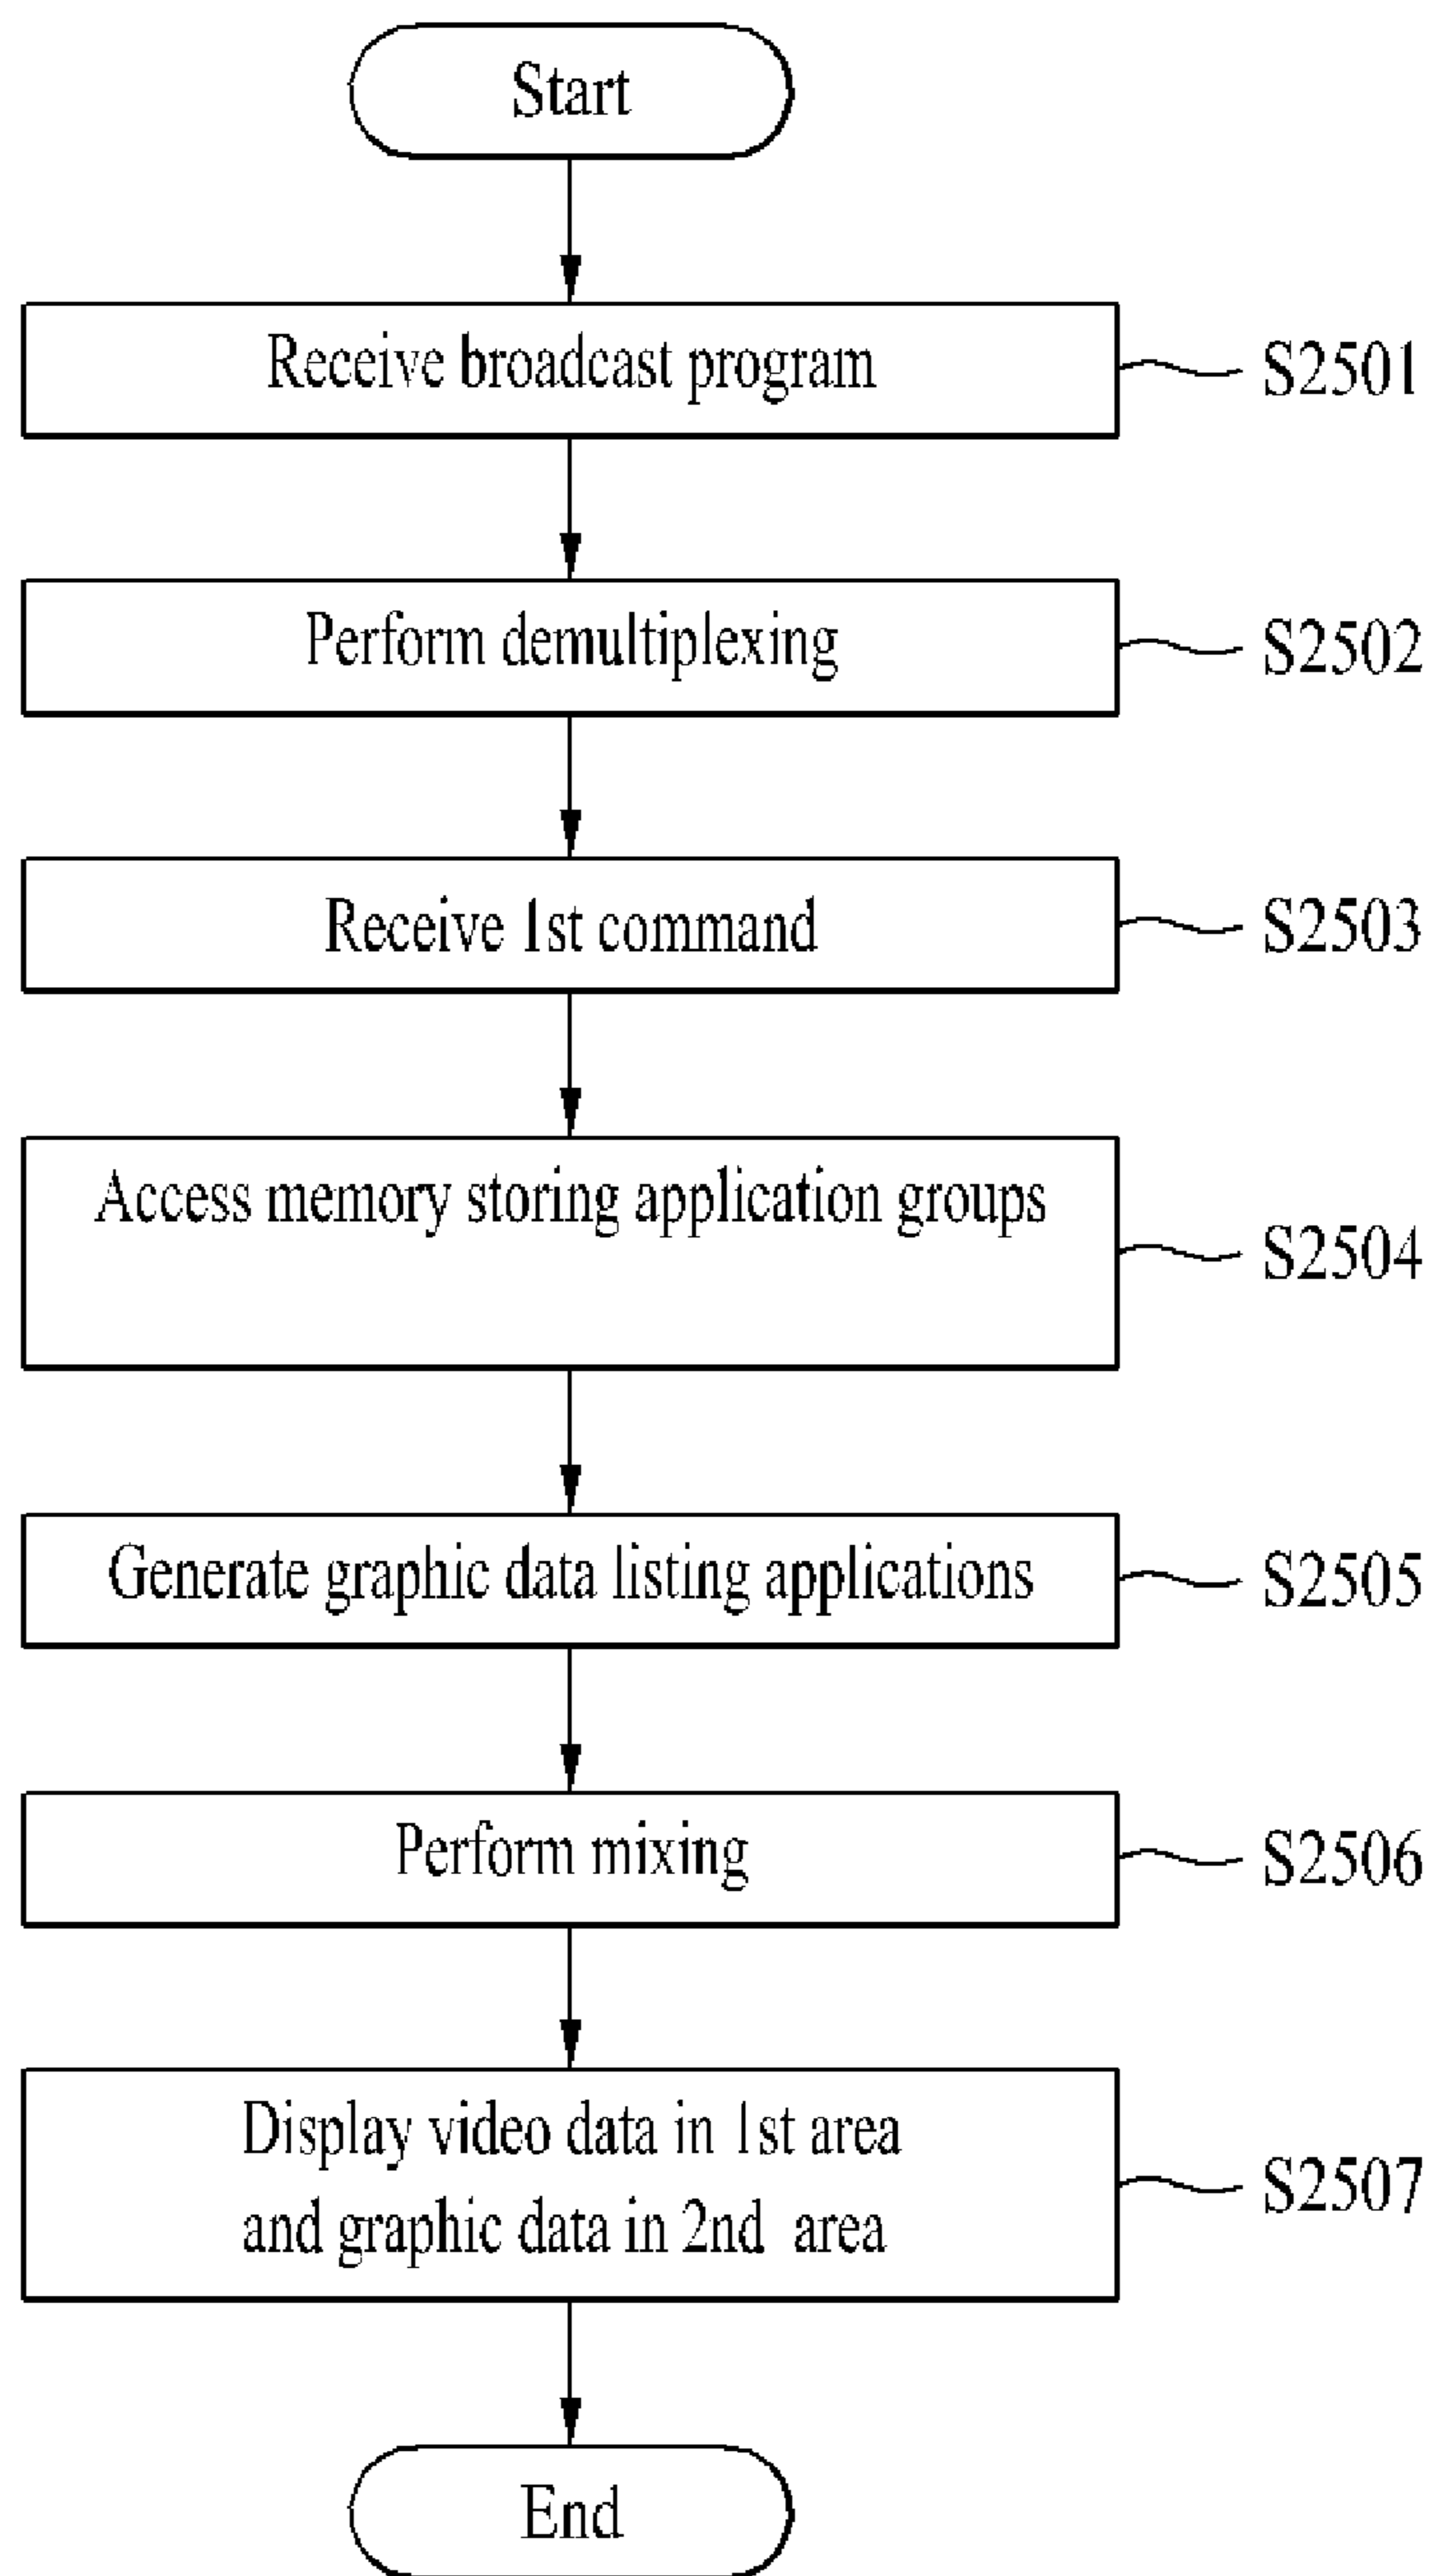 Start
Receive broadcast program
S2501
Perform demultiplexing
S2502
Receive 1st command
S2503
Access memory storing application groups
S2504
Generate graphic data listing applications
S2505
Perform mixing
S2506
Display video data in 1st area
and graphic data in 2nd area
S2507
End